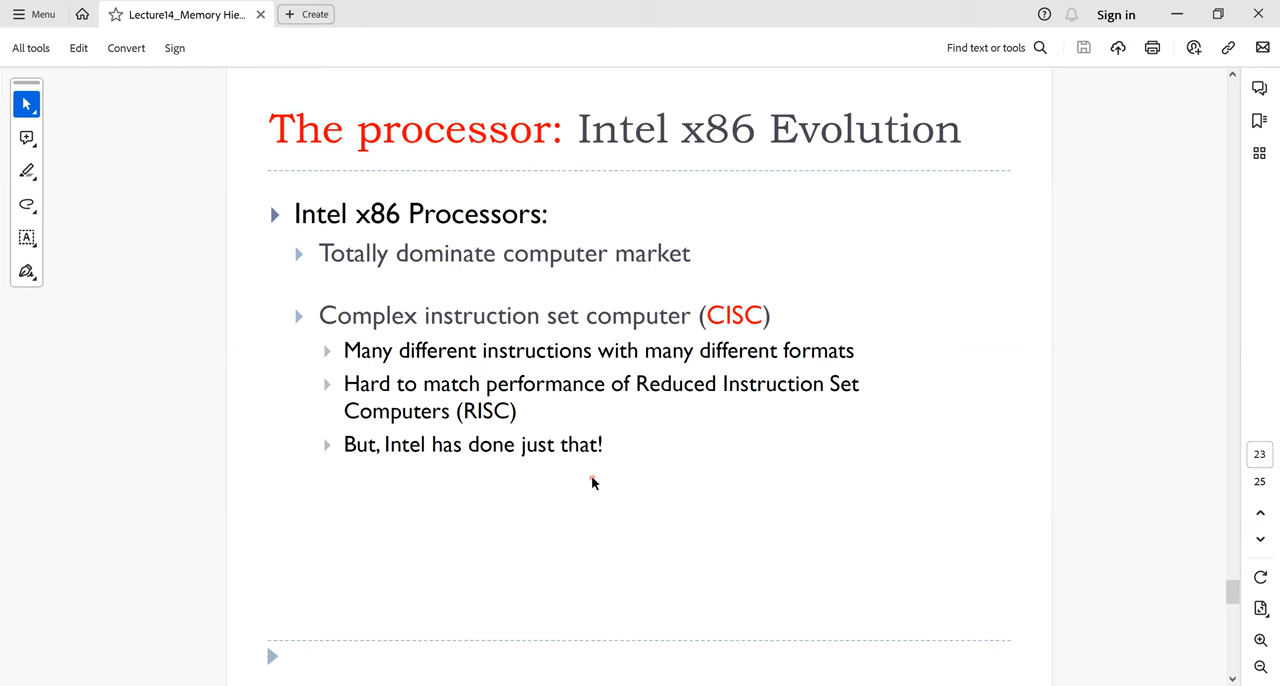 Menu
Lecture14_Memory Hie...
Create
Sign in
All tools
Edit
Convert
Sign
Find text or tools
The processor: Intel x86 Evolution
Intel x86 Processors:
Totally dominate computer market
Complex instruction set computer (CISC)
Many different instructions with many different formats
Hard to match performance of Reduced Instruction Set
Computers (RISC)
But, Intel has done just that!
23
25